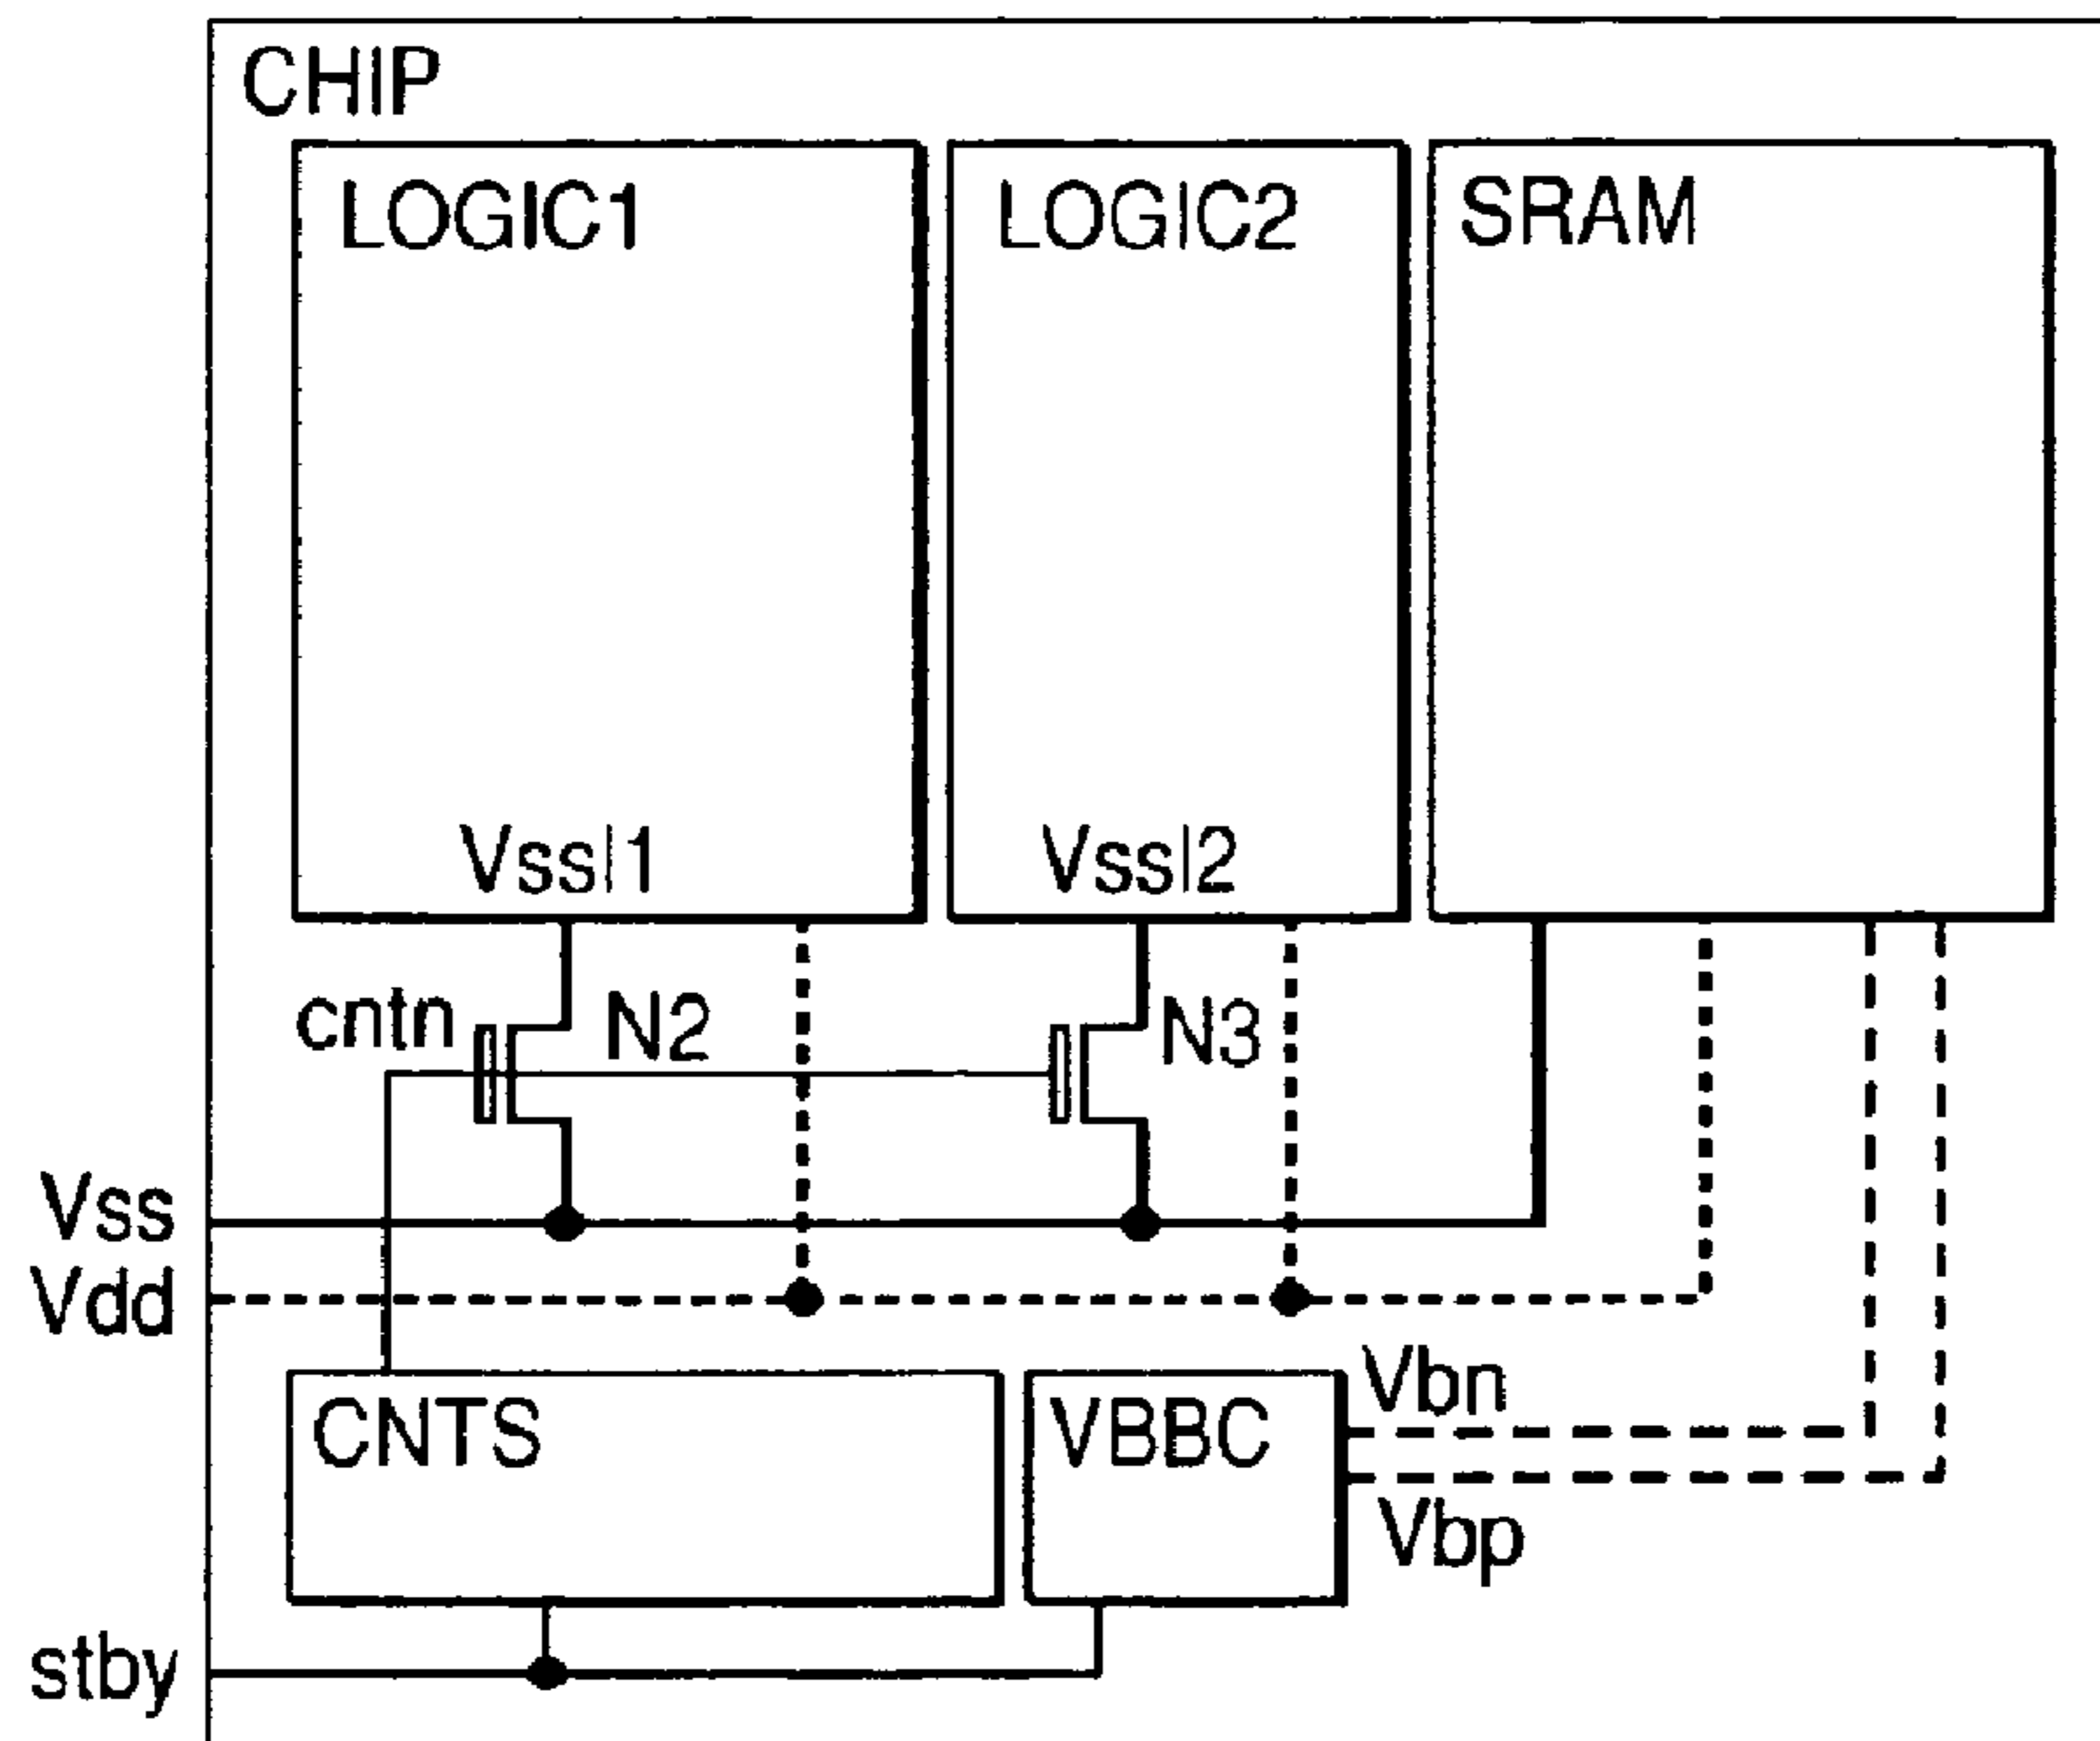 CHIP
LOGIC1
LOGIC2
SRAM
Vssl1
Vssl2
cntn
N2
N3
Vss
Vdd
CNTS
VBBC
Vbn
Vbp
stby